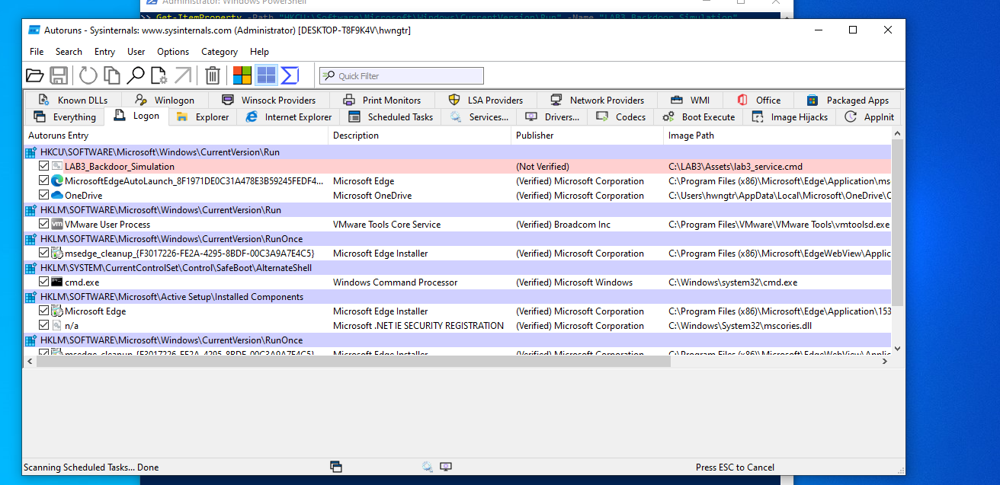 Administrator: Windows PowerShell
>> Get-ItemProperty -Path "HKCU:\Software\Microsoft\Windows\CurrentVersion\Run" -Name "LAB3_Backdoor_Simulation"
Autoruns - Sysinternals: www.sysinternals.com (Administrator) [DESKTOP-T8F9K4V\hwngtr]
File Search Entry User Options Category Help
Quick Filter
Known DLLs Winlogon Winsock Providers Print Monitors LSA Providers Network Providers WMI Office Packaged Apps
Everything Logon Explorer Internet Explorer Scheduled Tasks Services... Drivers... Codecs Boot Execute Image Hijacks AppInit
Autoruns Entry Description Publisher Image Path
HKCU\SOFTWARE\Microsoft\Windows\CurrentVersion\Run
LAB3_Backdoor_Simulation (Not Verified) C:\LAB3\Assets\lab3_service.cmd
MicrosoftEdgeAutoLaunch_8F1971DE0C31A478E3B59245FEDF4... Microsoft Edge (Verified) Microsoft Corporation C:\Program Files (x86)\Microsoft\Edge\Application\ms
OneDrive Microsoft OneDrive (Verified) Microsoft Corporation C:\Users\hwngtr\AppData\Local\Microsoft\OneDrive\C
HKLM\SOFTWARE\Microsoft\Windows\CurrentVersion\Run
vm VMware User Process VMware Tools Core Service (Verified) Broadcom Inc C:\Program Files\VMware\VMware Tools\vmtoolsd.exe
HKLM\SOFTWARE\Microsoft\Windows\CurrentVersion\RunOnce
msedge_cleanup_{F3017226-FE2A-4295-8BDF-00C3A9A7E4C5} Microsoft Edge Installer (Verified) Microsoft Corporation C:\Program Files (x86)\Microsoft\EdgeWebView\Applic
HKLM\SYSTEM\CurrentControlSet\Control\SafeBoot\AlternateShell
cmd.exe Windows Command Processor (Verified) Microsoft Windows C:\Windows\system32\cmd.exe
HKLM\SOFTWARE\Microsoft\Active Setup\Installed Components
Microsoft Edge Microsoft Edge Installer (Verified) Microsoft Corporation C:\Program Files (x86)\Microsoft\Edge\Application\153
n/a Microsoft .NET IE SECURITY REGISTRATION (Verified) Microsoft Corporation C:\Windows\System32\mscories.dll
HKLM\SOFTWARE\Microsoft\Windows\CurrentVersion\RunOnce
msedge_cleanup_{F3017226-FE2A-4295-8BDF-00C3A9A7E4C5} Microsoft Edge Installer (Verified) Microsoft Corporation C:\Program Files (x86)\Microsoft\EdgeWebView\Applic
Scanning Scheduled Tasks... Done Press ESC to Cancel